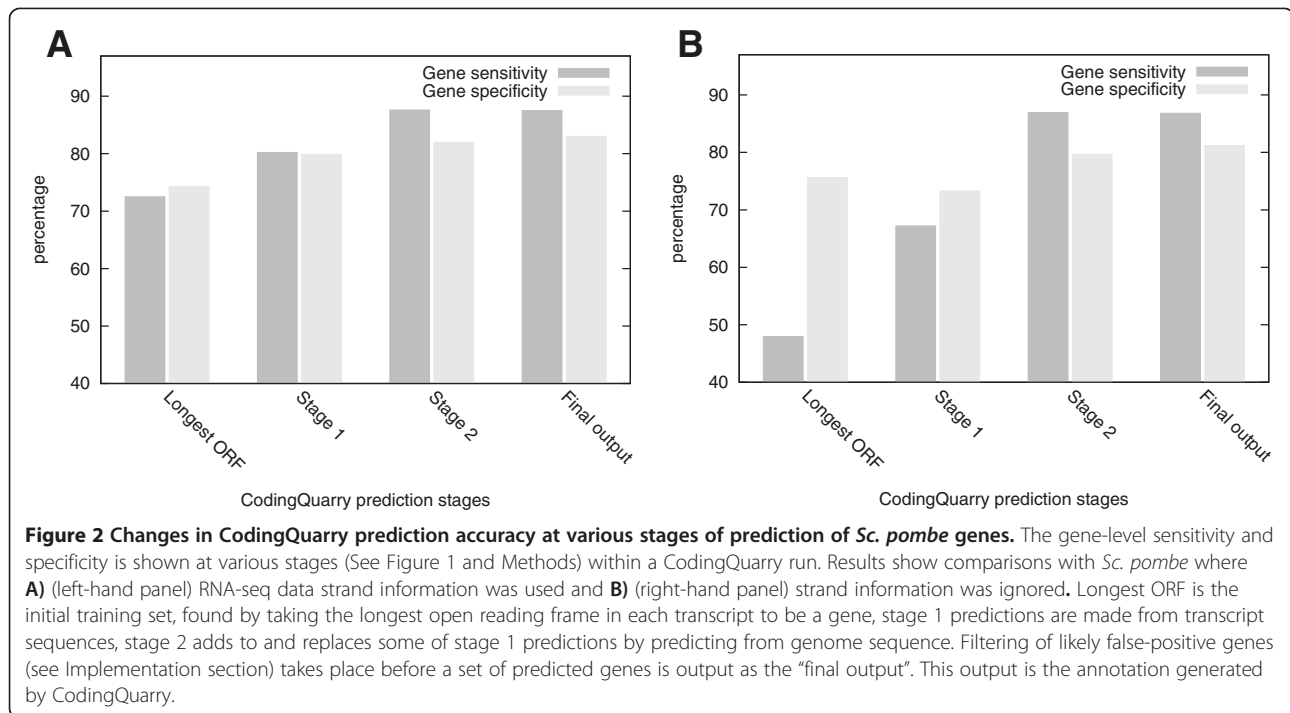 A
Gene sensitivity
Gene specificity
90
80
70
60
50
40
percentage
Longest ORF
Stage 1
Stage 2
Final output
CodingQuarry prediction stages
B
Gene sensitivity
Gene specificity
90
80
70
60
50
40
percentage
Longest ORF
Stage 1
Stage 2
Final output
CodingQuarry prediction stages
Figure 2 Changes in CodingQuarry prediction accuracy at various stages of prediction of Sc. pombe genes. The gene-level sensitivity and
specificity is shown at various stages (See Figure 1 and Methods) within a CodingQuarry run. Results show comparisons with Sc. pombe where
A) (left-hand panel) RNA-seq data strand information was used and B) (right-hand panel) strand information was ignored. Longest ORF is the
initial training set, found by taking the longest open reading frame in each transcript to be a gene, stage 1 predictions are made from transcript
sequences, stage 2 adds to and replaces some of stage 1 predictions by predicting from genome sequence. Filtering of likely false-positive genes
(see Implementation section) takes place before a set of predicted genes is output as the “final output”. This output is the annotation generated
by CodingQuarry.